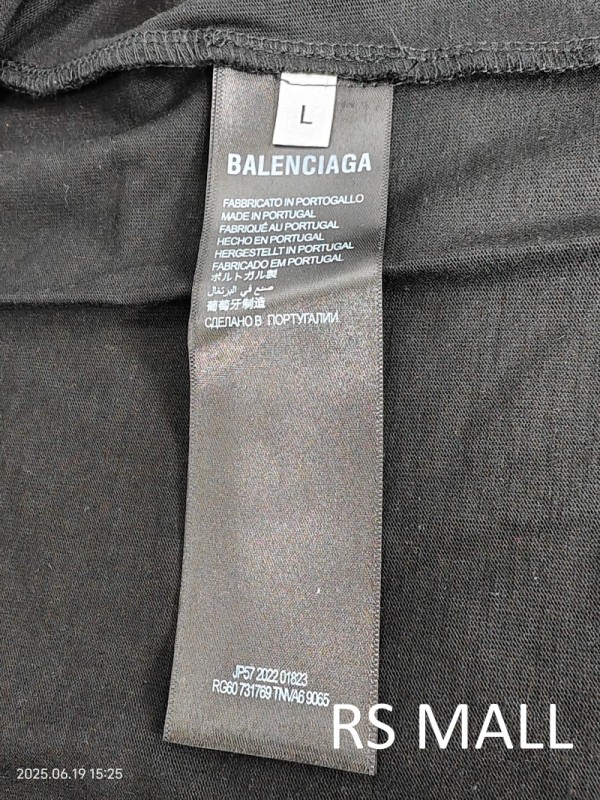 L
BALENCIAGA
FABBRICATO IN PORTOGALLO
MADE IN PORTUGAL
FABRIQUÉ AU PORTUGAL
HECHO EN PORTUGAL
HERGESTELLT IN PORTUGAL
FABRICADO EM PORTUGAL
ポルトガル製
صنع في البرتغال
葡萄牙制造
СДЕЛАНО В ПОРТУГАЛИИ
JP57 2022 01823
RG60 731769 TNVA6 9065
RS MALL
2025.06.19 15:25